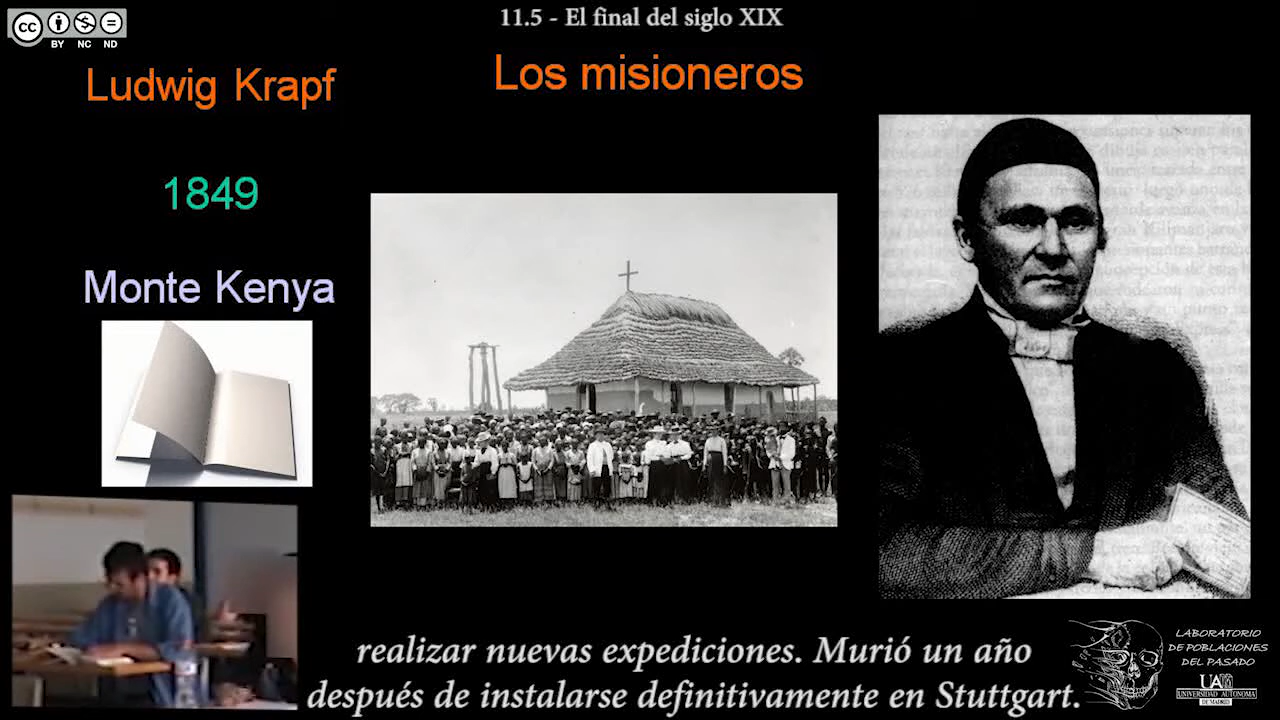 11.5 - El final del siglo XIX
cc
BY NC ND
Ludwig Krapf
Los misioneros
1849
Monte Kenya
realizar nuevas expediciones. Murió un año
después de instalarse definitivamente en Stuttgart.
LABORATORIO
DE POBLACIONES
DEL PASADO
UAM
UNIVERSIDAD AUTONOMA
DE MADRID